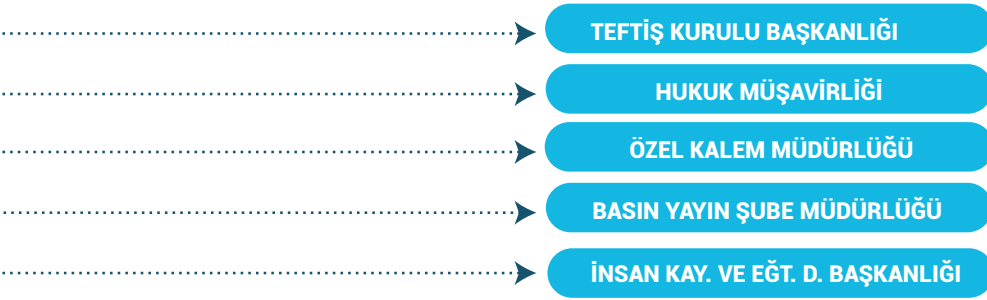 TEFTİŞ KURULU BAŞKANLIĞI
HUKUK MÜŞAVİRLİĞİ
ÖZEL KALEM MÜDÜRLÜĞÜ
BASIN YAYIN ŞUBE MÜDÜRLÜĞÜ
İNSAN KAY. VE EĞT. D. BAŞKANLIĞI